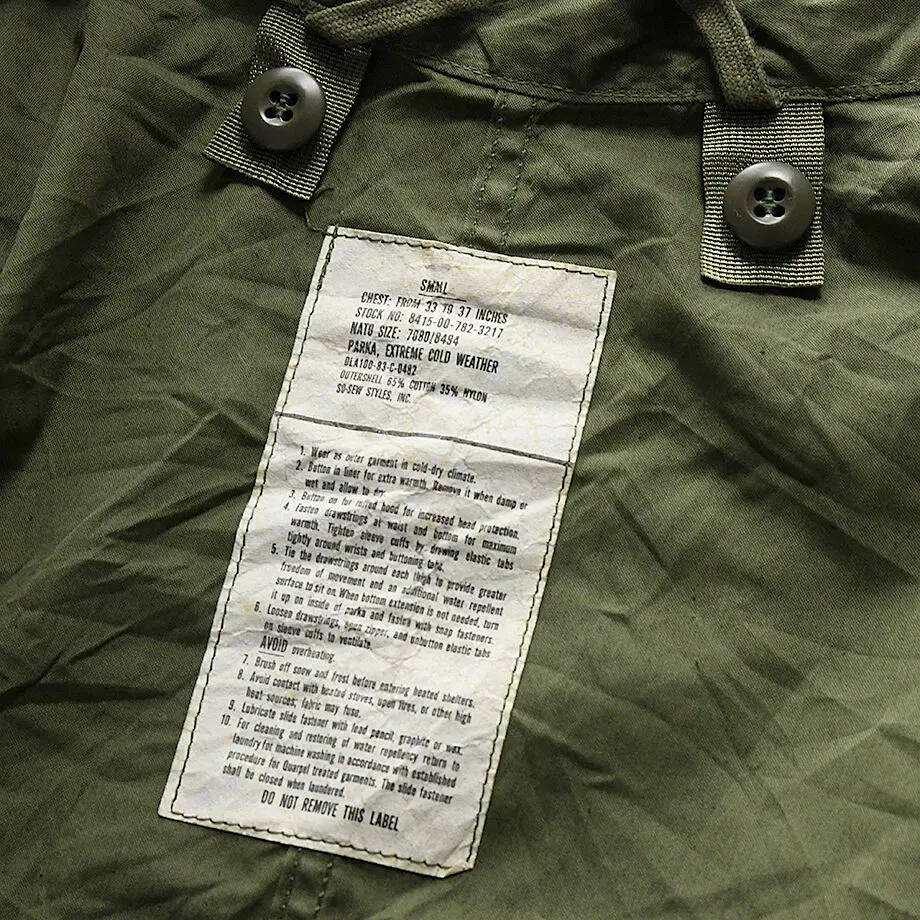 SMALL
CHEST: FROM 33 TO 37 INCHES
STOCK NO: 8415-00-782-3217
NATO SIZE: 7080/8494
PARKA, EXTREME COLD WEATHER
DLA100-83-C-0482
OUTERSHELL 65% COTTON 35% NYLON
SO-SEW STYLES, INC.
1. Wear as outer garment in cold-dry climate.
2. Button in liner for extra warmth. Remove it when damp or
wet and allow to dry.
3. Button on fur ruffed hood for increased head protection.
4. Fasten drawstrings at waist and bottom for maximum
warmth. Tighten sleeve cuffs by drawing elastic tabs
tightly around wrists and buttoning tabs.
5. Tie the drawstrings around each thigh to provide greater
freedom of movement and an additional water repellent
surface to sit on. When bottom extension is not needed, turn
it up on inside of parka and fasten with snap fasteners.
6. Loosen drawstrings, open zipper, and unbutton elastic tabs
on sleeve cuffs to ventilate.
AVOID overheating.
7. Brush off snow and frost before entering heated shelters.
8. Avoid contact with heated stoves, open fires, or other high
heat sources; fabric may fuse.
9. Lubricate slide fastener with lead pencil, graphite or wax.
10. For cleaning and restoring of water repellency return to
laundry for machine washing in accordance with established
procedure for Quarpel treated garments. The slide fastener
shall be closed when laundered.
DO NOT REMOVE THIS LABEL